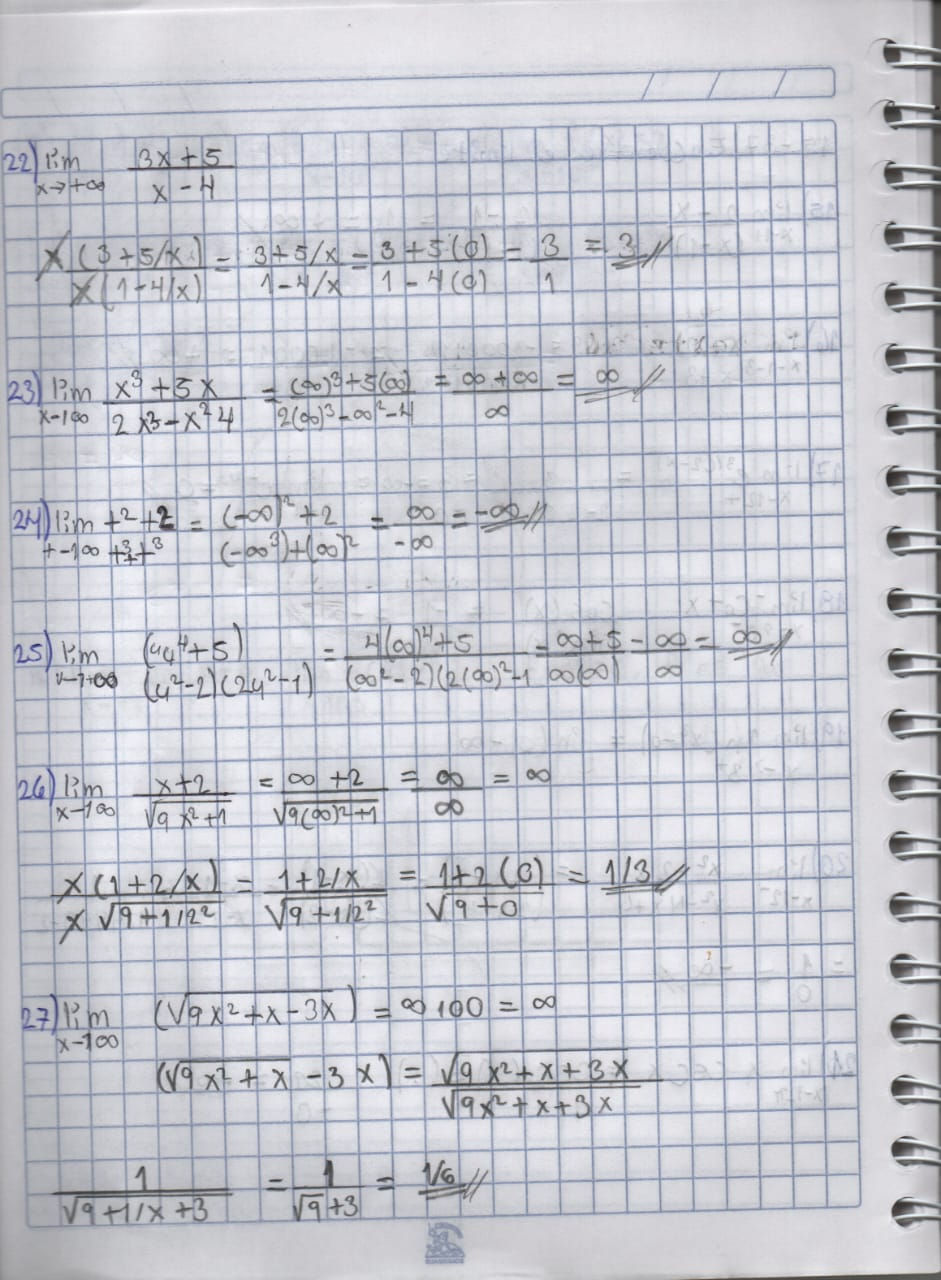 22) lim x→+∞ (3x+5)/(x-4)
x(3+5/x)/x(1-4/x) = (3+5/x)/(1-4/x) = (3+5(0))/(1-4(0)) = 3/1 = 3
23) lim x→∞ (x³+5x)/(2x³-x²4) = ((∞)³+5(∞))/(2(∞)³-∞²-4) = (∞+∞)/∞ = ∞
24) lim t→-∞ (t²+2)/(t³+t³) = ((-∞)²+2)/((-∞³)+(∞)²) = ∞/-∞ = -∞
25) lim (4u⁴+5)/(u²-2)(2u²-1) = (4(∞)⁴+5)/(∞²-2)(2(∞)²-1 = (∞+5)/∞(∞) = ∞/∞ = ∞
26) lim x→∞ (x+2)/√(9x²+1) = (∞+2)/√(9(∞)²+1) = ∞/∞ = ∞
x(1+2/x)/x√(9+1/2²) = (1+2/x)/√(9+1/2²) = (1+2(0))/√(9+0) = 1/3
27) lim x→∞ (√(9x²+x-3x)) = ∞ 100 = ∞
(√(9x²+x) -3x) = √(9x²+x+3x)/√(9x²+x+3x)
1/√(9+1/x+3) = 1/(√9+3) = 1/6